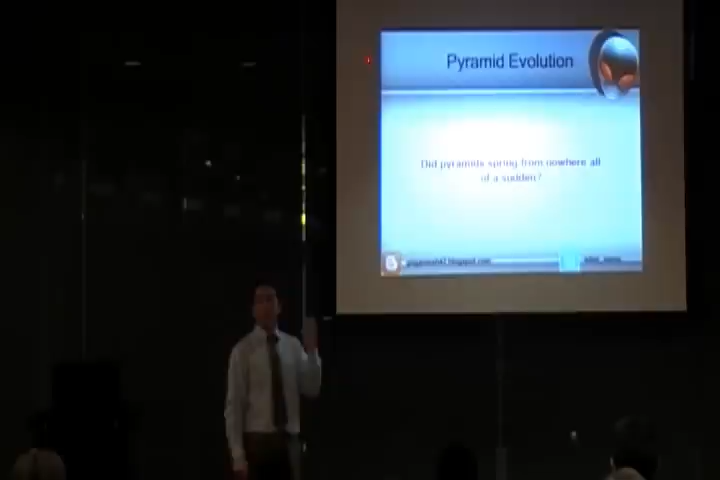 Pyramid Evolution
Did pyramids spring from nowhere all
of a sudden?